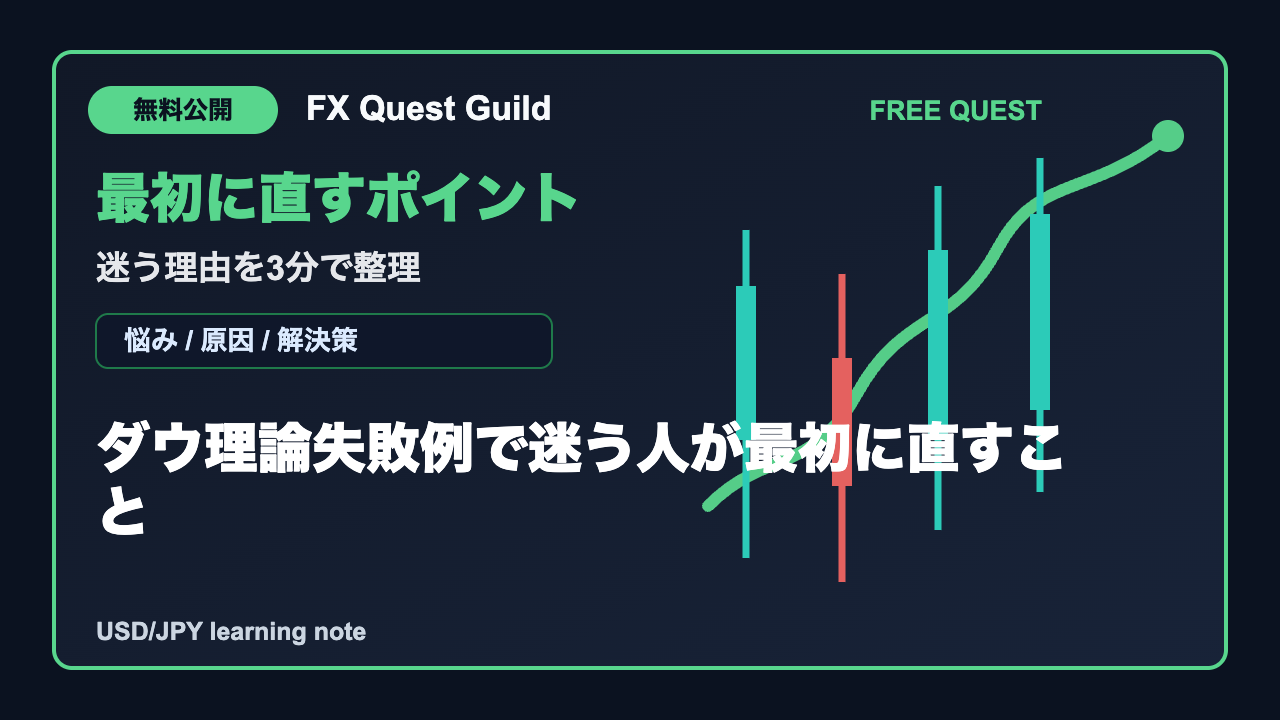 無料公開
FX Quest Guild
FREE QUEST
最初に直すポイント
迷う理由を3分で整理
悩み / 原因 / 解決策
ダウ理論失敗例で迷う人が最初に直すこ
と
USD/JPY learning note